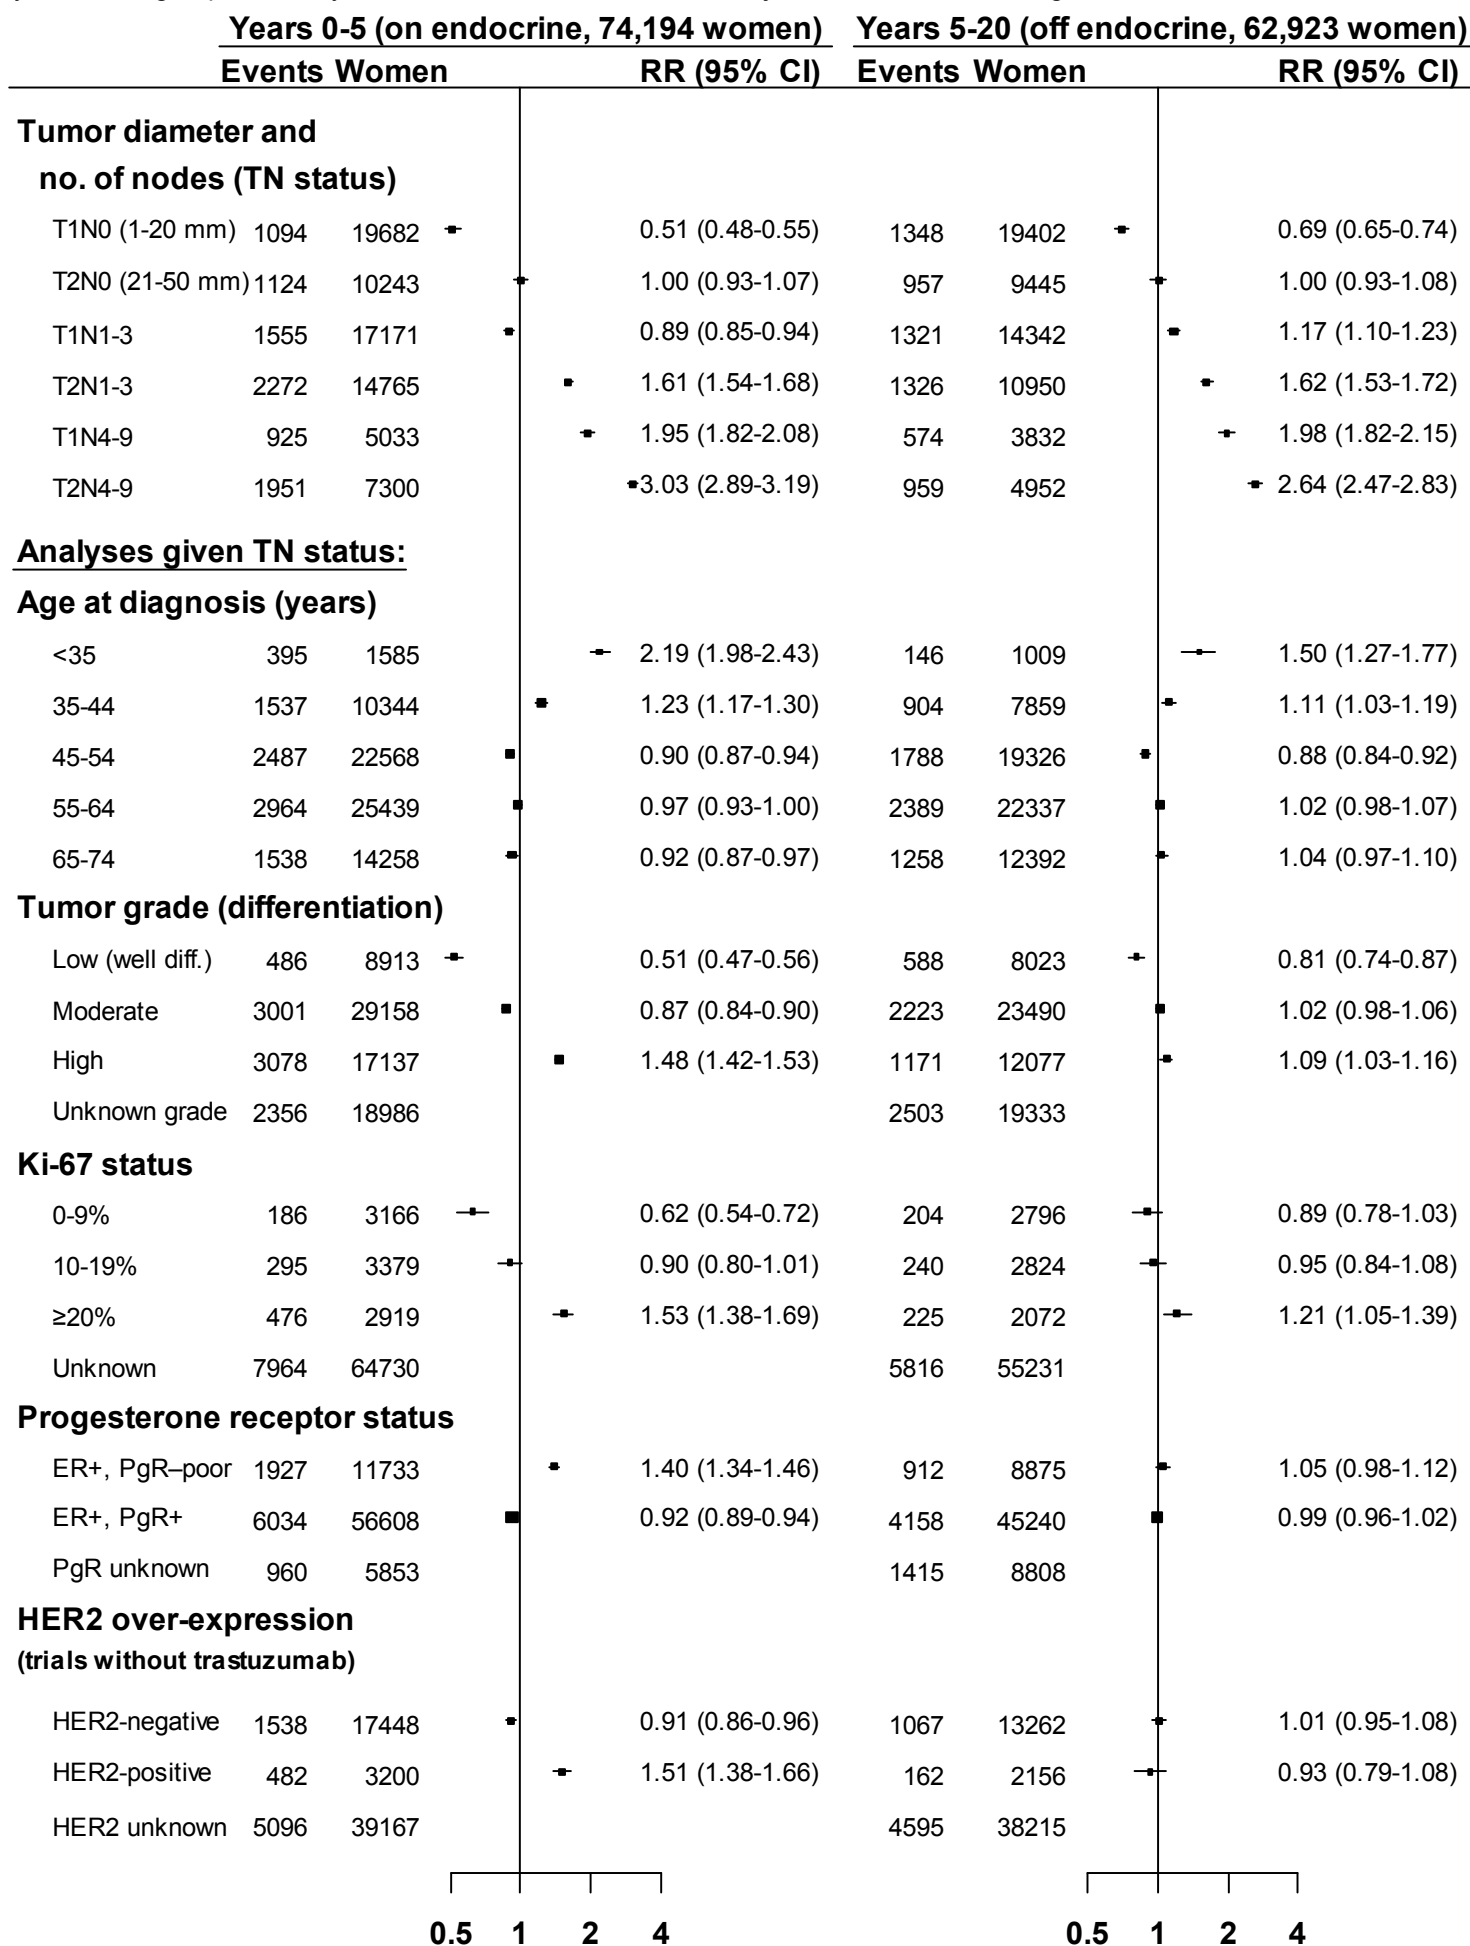 Years 0-5 (on endocrine, 74,194 women) Years 5-20 (off endocrine, 62,923 women)
Events Women RR (95% CI) Events Women RR (95% CI)
Tumor diameter and
no. of nodes (TN status)
T1N0 (1-20 mm) 1094 19682 0.51 (0.48-0.55) 1348 19402 0.69 (0.65-0.74)
T2N0 (21-50 mm) 1124 10243 1.00 (0.93-1.07) 957 9445 1.00 (0.93-1.08)
T1N1-3 1555 17171 0.89 (0.85-0.94) 1321 14342 1.17 (1.10-1.23)
T2N1-3 2272 14765 1.61 (1.54-1.68) 1326 10950 1.62 (1.53-1.72)
T1N4-9 925 5033 1.95 (1.82-2.08) 574 3832 1.98 (1.82-2.15)
T2N4-9 1951 7300 3.03 (2.89-3.19) 959 4952 2.64 (2.47-2.83)
Analyses given TN status:
Age at diagnosis (years)
<35 395 1585 2.19 (1.98-2.43) 146 1009 1.50 (1.27-1.77)
35-44 1537 10344 1.23 (1.17-1.30) 904 7859 1.11 (1.03-1.19)
45-54 2487 22568 0.90 (0.87-0.94) 1788 19326 0.88 (0.84-0.92)
55-64 2964 25439 0.97 (0.93-1.00) 2389 22337 1.02 (0.98-1.07)
65-74 1538 14258 0.92 (0.87-0.97) 1258 12392 1.04 (0.97-1.10)
Tumor grade (differentiation)
Low (well diff.) 486 8913 0.51 (0.47-0.56) 588 8023 0.81 (0.74-0.87)
Moderate 3001 29158 0.87 (0.84-0.90) 2223 23490 1.02 (0.98-1.06)
High 3078 17137 1.48 (1.42-1.53) 1171 12077 1.09 (1.03-1.16)
Unknown grade 2356 18986 2503 19333
Ki-67 status
0-9% 186 3166 0.62 (0.54-0.72) 204 2796 0.89 (0.78-1.03)
10-19% 295 3379 0.90 (0.80-1.01) 240 2824 0.95 (0.84-1.08)
≥20% 476 2919 1.53 (1.38-1.69) 225 2072 1.21 (1.05-1.39)
Unknown 7964 64730 5816 55231
Progesterone receptor status
ER+, PgR–poor 1927 11733 1.40 (1.34-1.46) 912 8875 1.05 (0.98-1.12)
ER+, PgR+ 6034 56608 0.92 (0.89-0.94) 4158 45240 0.99 (0.96-1.02)
PgR unknown 960 5853 1415 8808
HER2 over-expression
(trials without trastuzumab)
HER2-negative 1538 17448 0.91 (0.86-0.96) 1067 13262 1.01 (0.95-1.08)
HER2-positive 482 3200 1.51 (1.38-1.66) 162 2156 0.93 (0.79-1.08)
HER2 unknown 5096 39167 4595 38215
0.5 1 2 4 0.5 1 2 4